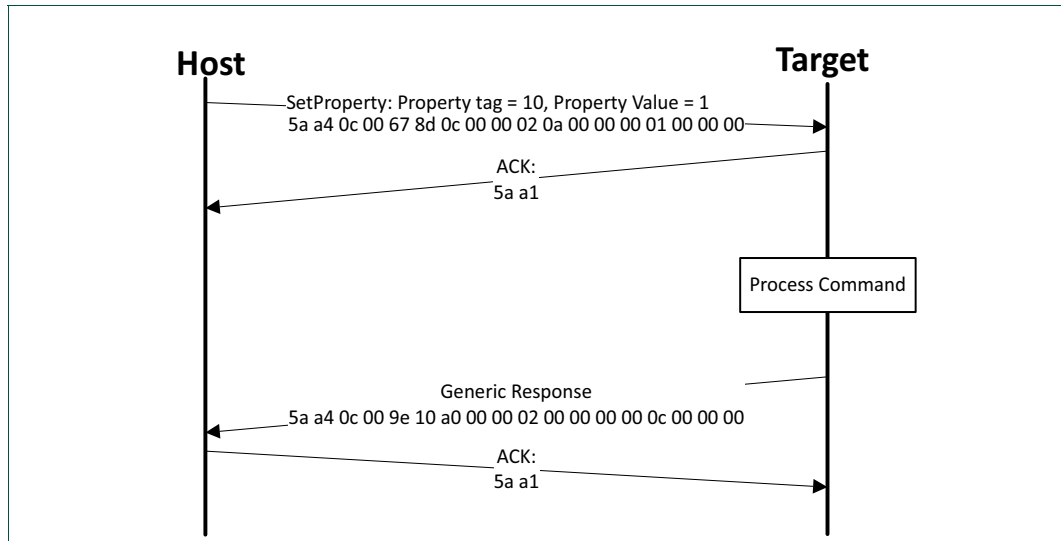 Host
Target
SetProperty: Property tag = 10, Property Value = 1
5a a4 0c 00 67 8d 0c 00 00 02 0a 00 00 00 01 00 00 00
ACK:
5a a1
Process Command
Generic Response
5a a4 0c 00 9e 10 a0 00 00 02 00 00 00 00 0c 00 00 00
ACK:
5a a1